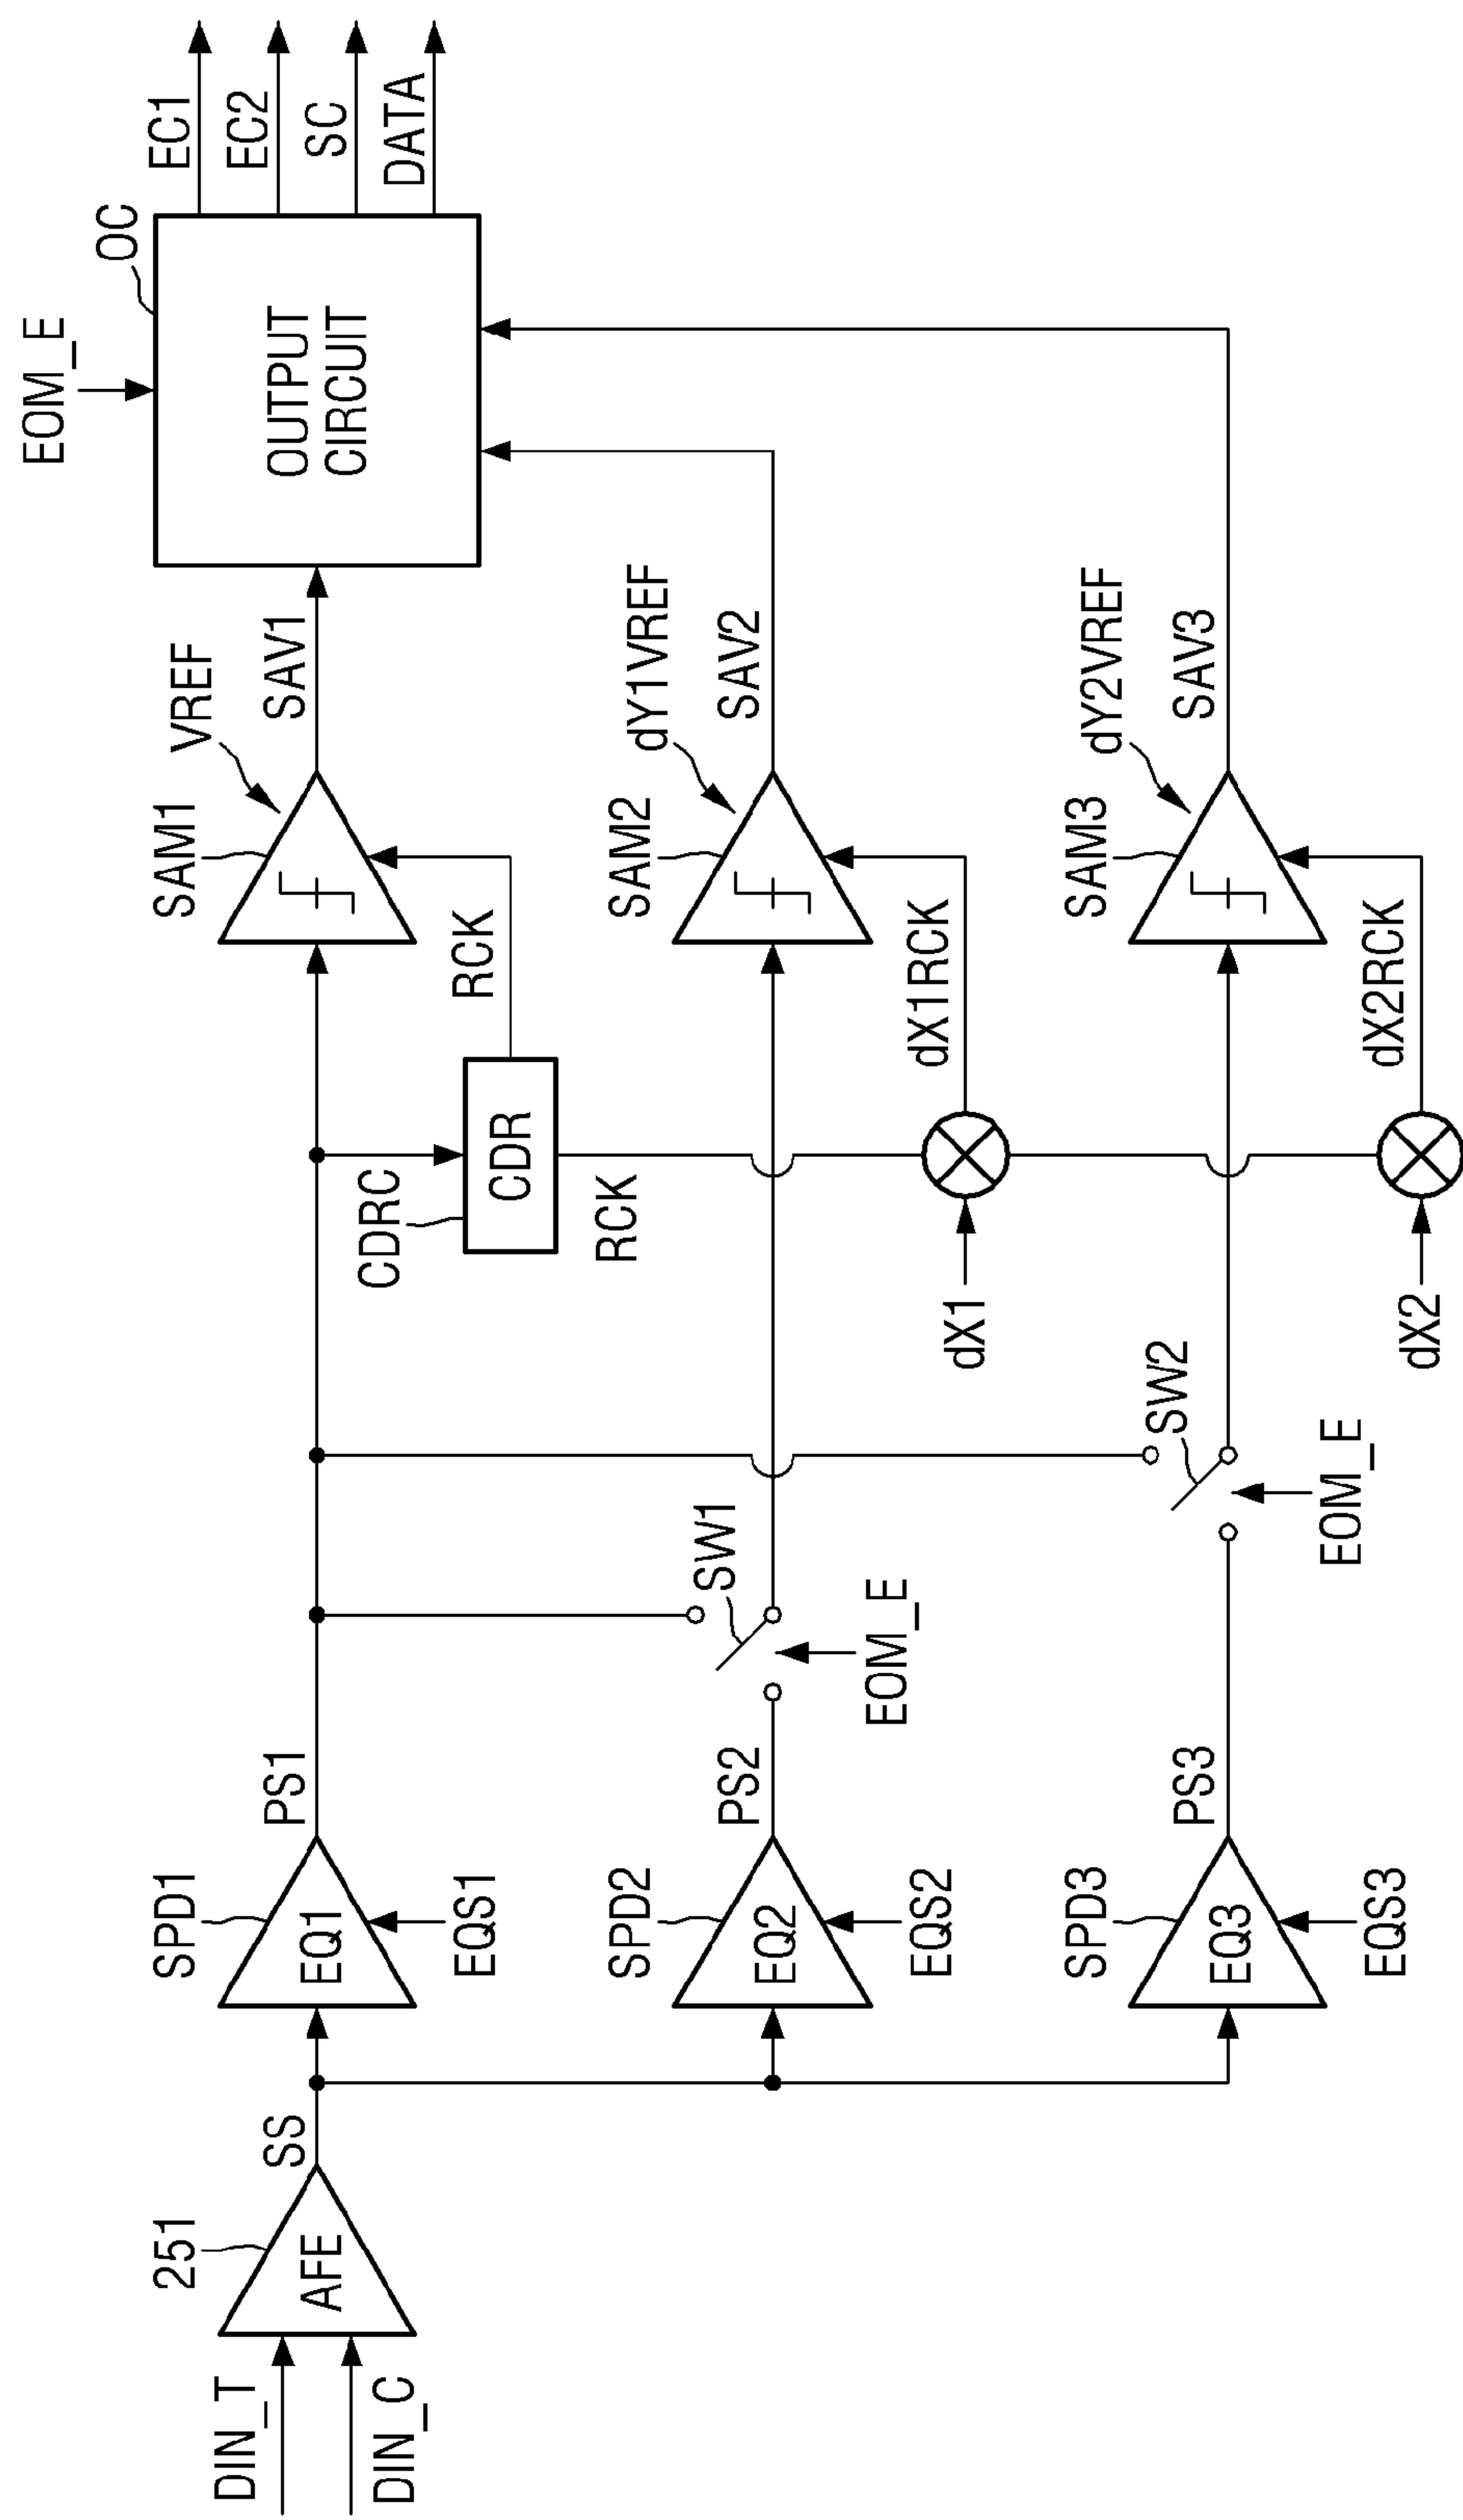 DIN_T
DIN_C
251
AFE
SS
SPD1
EQ1
EQS1
PS1
SPD2
EQ2
EQS2
PS2
SPD3
EQ3
EQS3
PS3
SW1
EOM_E
SW2
EOM_E
CDRC
CDR
RCK
RCK
dX1
dX1RCK
dX2
dX2RCK
SAM1
VREF
SAV1
SAM2
dY1VREF
SAV2
SAM3
dY2VREF
SAV3
EOM_E
OC
OUTPUT
CIRCUIT
EC1
EC2
SC
DATA